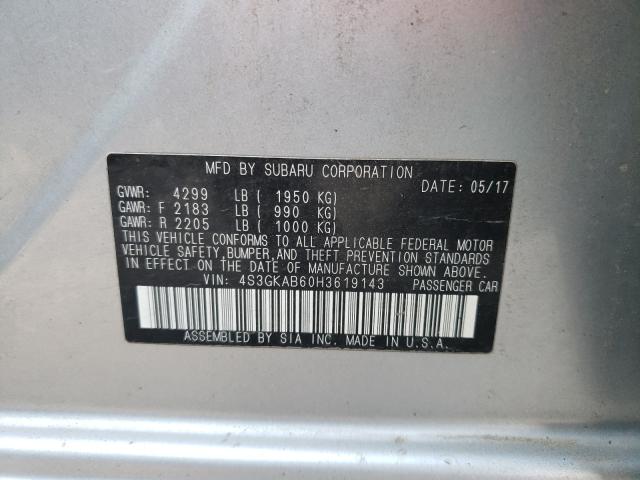 MFD BY SUBARU CORPORATION
GVWR: 4299 LB ( 1950 KG) DATE: 05/17
GAWR: F 2183 LB ( 990 KG)
GAWR: R 2205 LB ( 1000 KG)
THIS VEHICLE CONFORMS TO ALL APPLICABLE FEDERAL MOTOR
VEHICLE SAFETY, BUMPER, AND THEFT PREVENTION STANDARDS
IN EFFECT ON THE DATE OF MANUFACTURE SHOWN ABOVE.
VIN: 4S3GKAB60H3619143 PASSENGER CAR
ASSEMBLED BY SIA INC. MADE IN U.S.A.